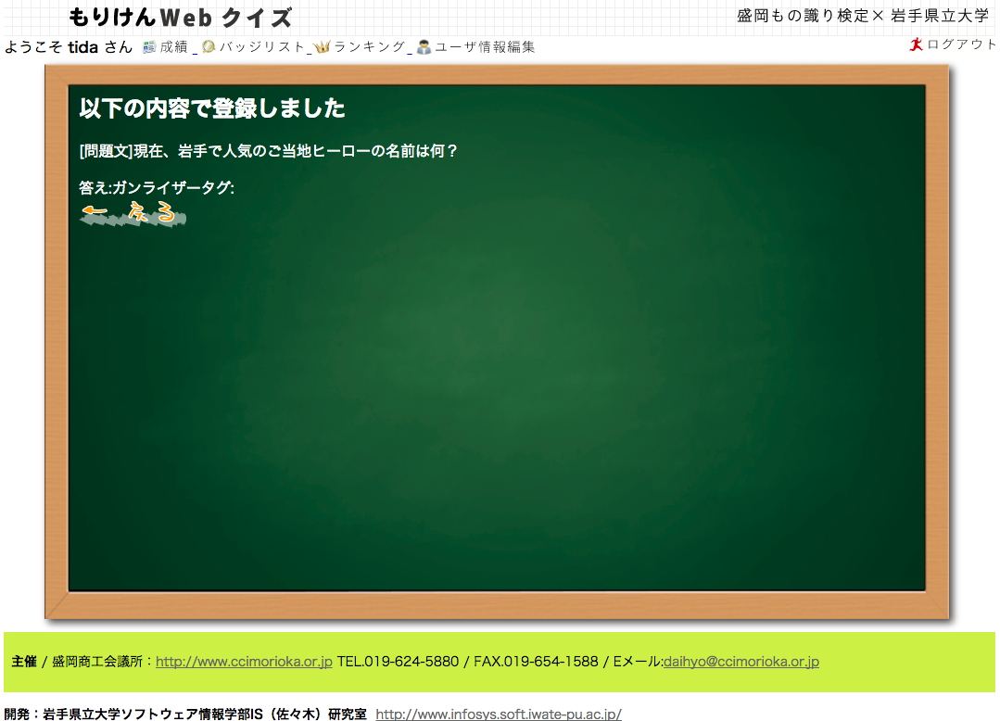 もりけんWeb クイズ
盛岡もの識り検定× 岩手県立大学
ようこそ tida さん 成績 バッジリスト ランキング ユーザ情報編集
ログアウト
以下の内容で登録しました
[問題文]現在、岩手で人気のご当地ヒーローの名前は何？
答え:ガンライザータグ:
← 戻る
主催 / 盛岡商工会議所：http://www.ccimorioka.or.jp TEL.019-624-5880 / FAX.019-654-1588 / Eメール:daihyo@ccimorioka.or.jp
開発：岩手県立大学ソフトウェア情報学部IS（佐々木）研究室 http://www.infosys.soft.iwate-pu.ac.jp/